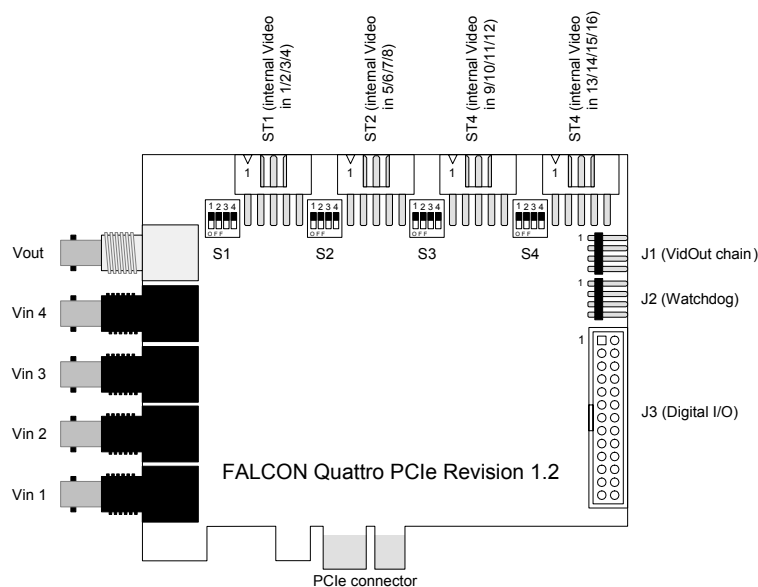 ST1 (internal Video
in 1/2/3/4)
ST2 (internal Video
in 5/6/7/8)
ST4 (internal Video
in 9/10/11/12)
ST4 (internal Video
in 13/14/15/16)
1
1
1
1
1 2 3 4
OFF
1 2 3 4
OFF
1 2 3 4
OFF
1 2 3 4
OFF
S1
S2
S3
S4
Vout
1
J1 (VidOut chain)
1
J2 (Watchdog)
Vin 4
1
Vin 3
J3 (Digital I/O)
Vin 2
FALCON Quattro PCIe Revision 1.2
Vin 1
PCIe connector